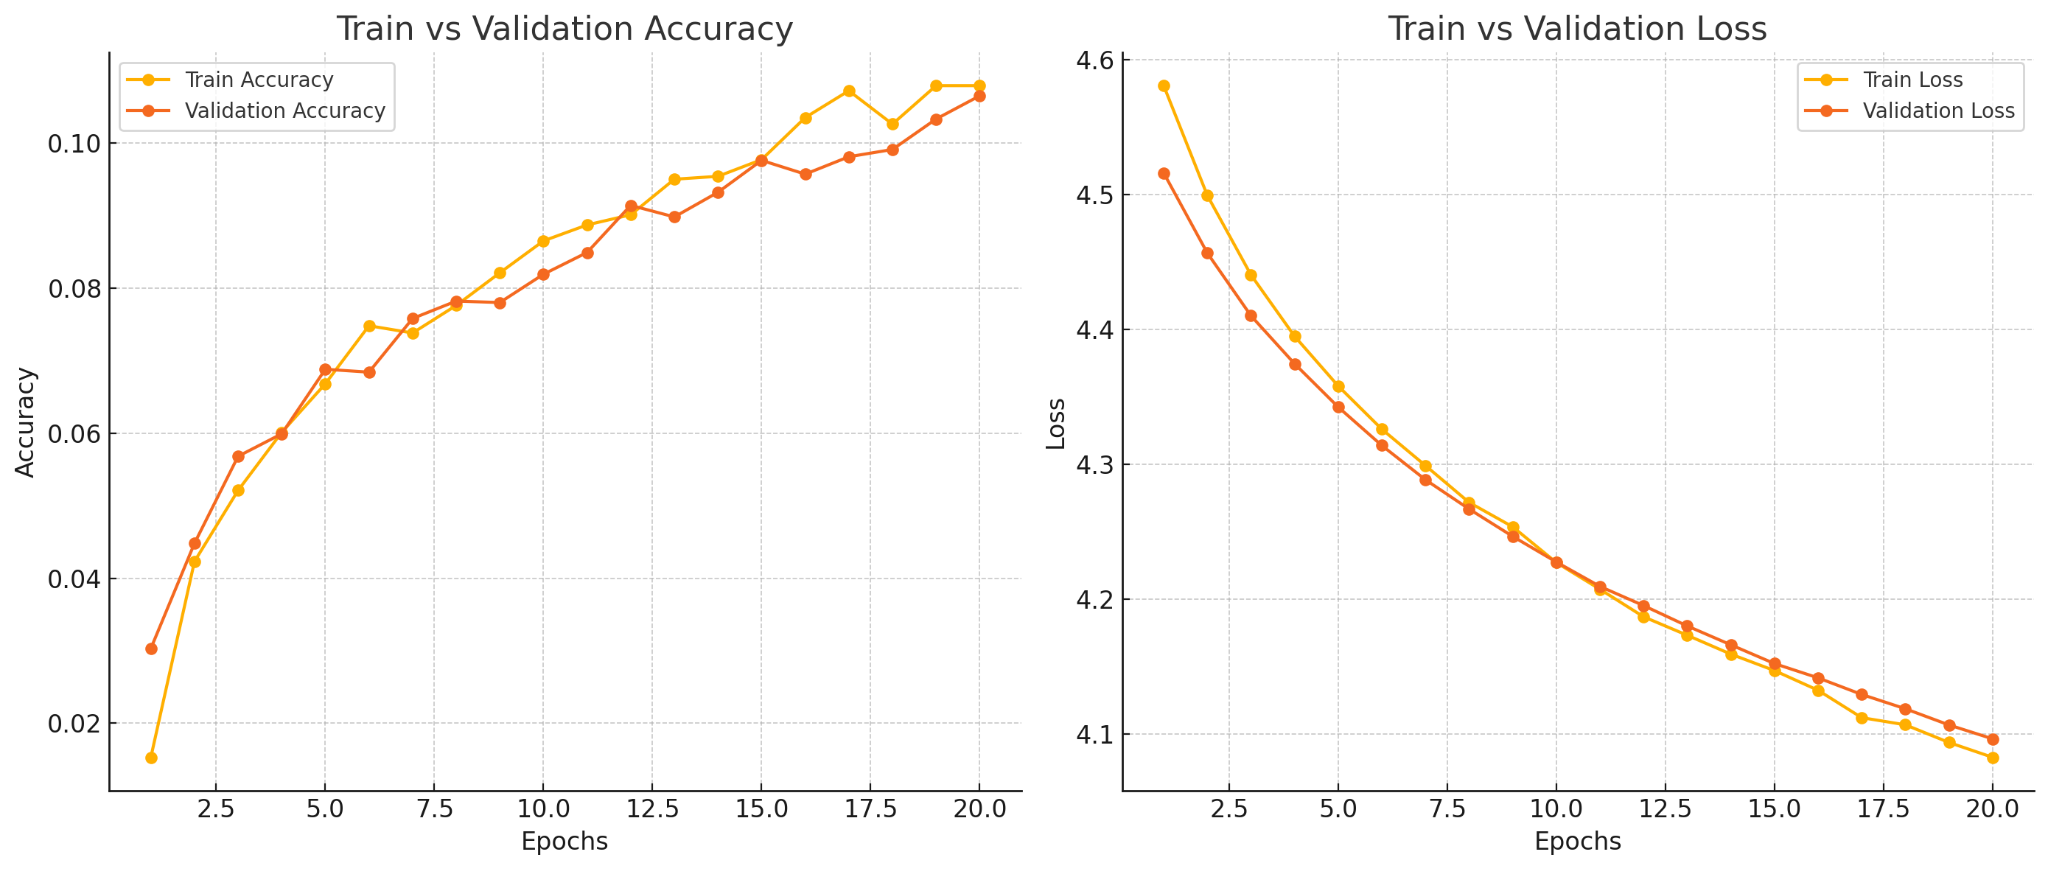 Train vs Validation Accuracy
Train Accuracy
Validation Accuracy
Accuracy
0.10
0.08
0.06
0.04
0.02
2.5 5.0 7.5 10.0 12.5 15.0 17.5 20.0
Epochs
Train vs Validation Loss
Train Loss
Validation Loss
Loss
4.6
4.5
4.4
4.3
4.2
4.1
2.5 5.0 7.5 10.0 12.5 15.0 17.5 20.0
Epochs